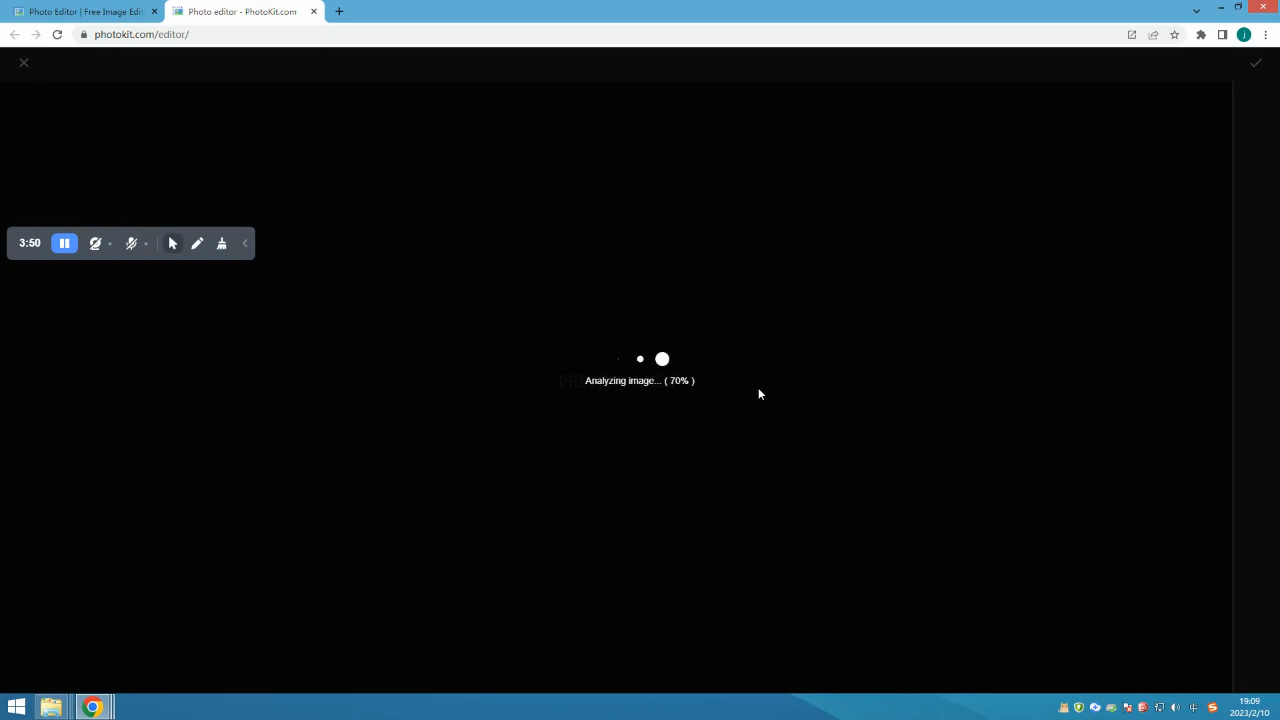 Photo Editor | Free Image Edit
Photo editor - PhotoKit.com
photokit.com/editor/
j
3:50
Analyzing image... ( 70% )
19:09
2023/2/10